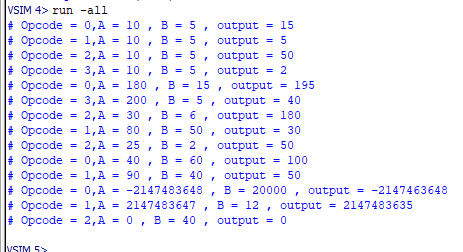 VSIM 4> run -all
# Opcode = 0,A = 10 , B = 5 , output = 15
# Opcode = 1,A = 10 , B = 5 , output = 5
# Opcode = 2,A = 10 , B = 5 , output = 50
# Opcode = 3,A = 10 , B = 5 , output = 2
# Opcode = 0,A = 180 , B = 15 , output = 195
# Opcode = 3,A = 200 , B = 5 , output = 40
# Opcode = 2,A = 30 , B = 6 , output = 180
# Opcode = 1,A = 80 , B = 50 , output = 30
# Opcode = 2,A = 25 , B = 2 , output = 50
# Opcode = 0,A = 40 , B = 60 , output = 100
# Opcode = 1,A = 90 , B = 40 , output = 50
# Opcode = 0,A = -2147483648 , B = 20000 , output = -2147463648
# Opcode = 1,A = 2147483647 , B = 12 , output = 2147483635
# Opcode = 2,A = 0 , B = 40 , output = 0
VSIM 5>